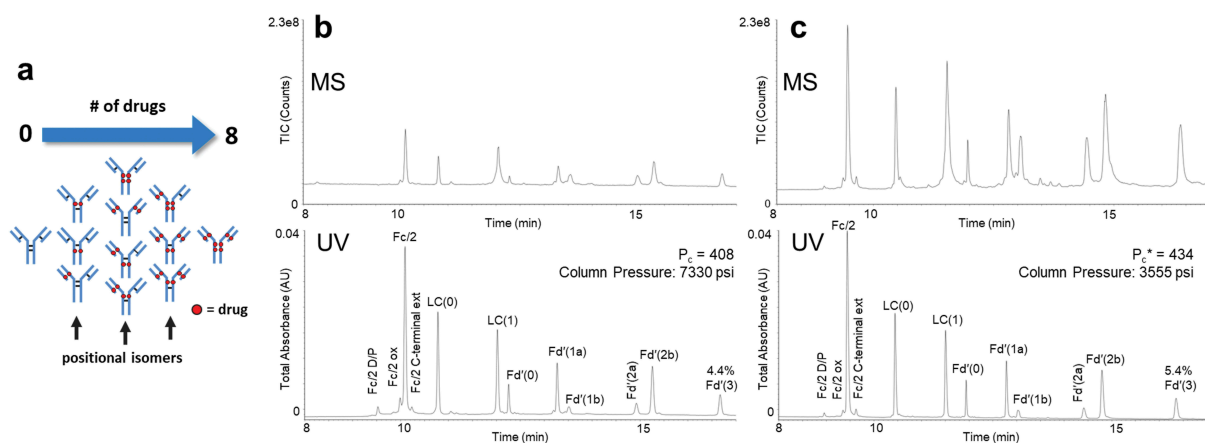 a
# of drugs
0
8
= drug
positional isomers
b
2.3e8
MS
TIC (Counts)
0
8
10
15
Time (min)
UV
0.04
Total Absorbance (AU)
0
Fc/2 D/P
Fc/2 ox
Fc/2
Fc/2 C-terminal ext
LC(0)
LC(1)
Fd'(0)
Fd'(1a)
Fd'(1b)
Fd'(2a)
Fd'(2b)
4.4%
Fd'(3)
Pc = 408
Column Pressure: 7330 psi
8
10
15
Time (min)
c
2.3e8
MS
TIC (Counts)
0
8
10
15
Time (min)
UV
0.04
Total Absorbance (AU)
0
Fc/2 D/P
Fc/2 ox
Fc/2
Fc/2 C-terminal ext
LC(0)
LC(1)
Fd'(0)
Fd'(1a)
Fd'(1b)
Fd'(2a)
Fd'(2b)
5.4%
Fd'(3)
Pc* = 434
Column Pressure: 3555 psi
8
10
15
Time (min)